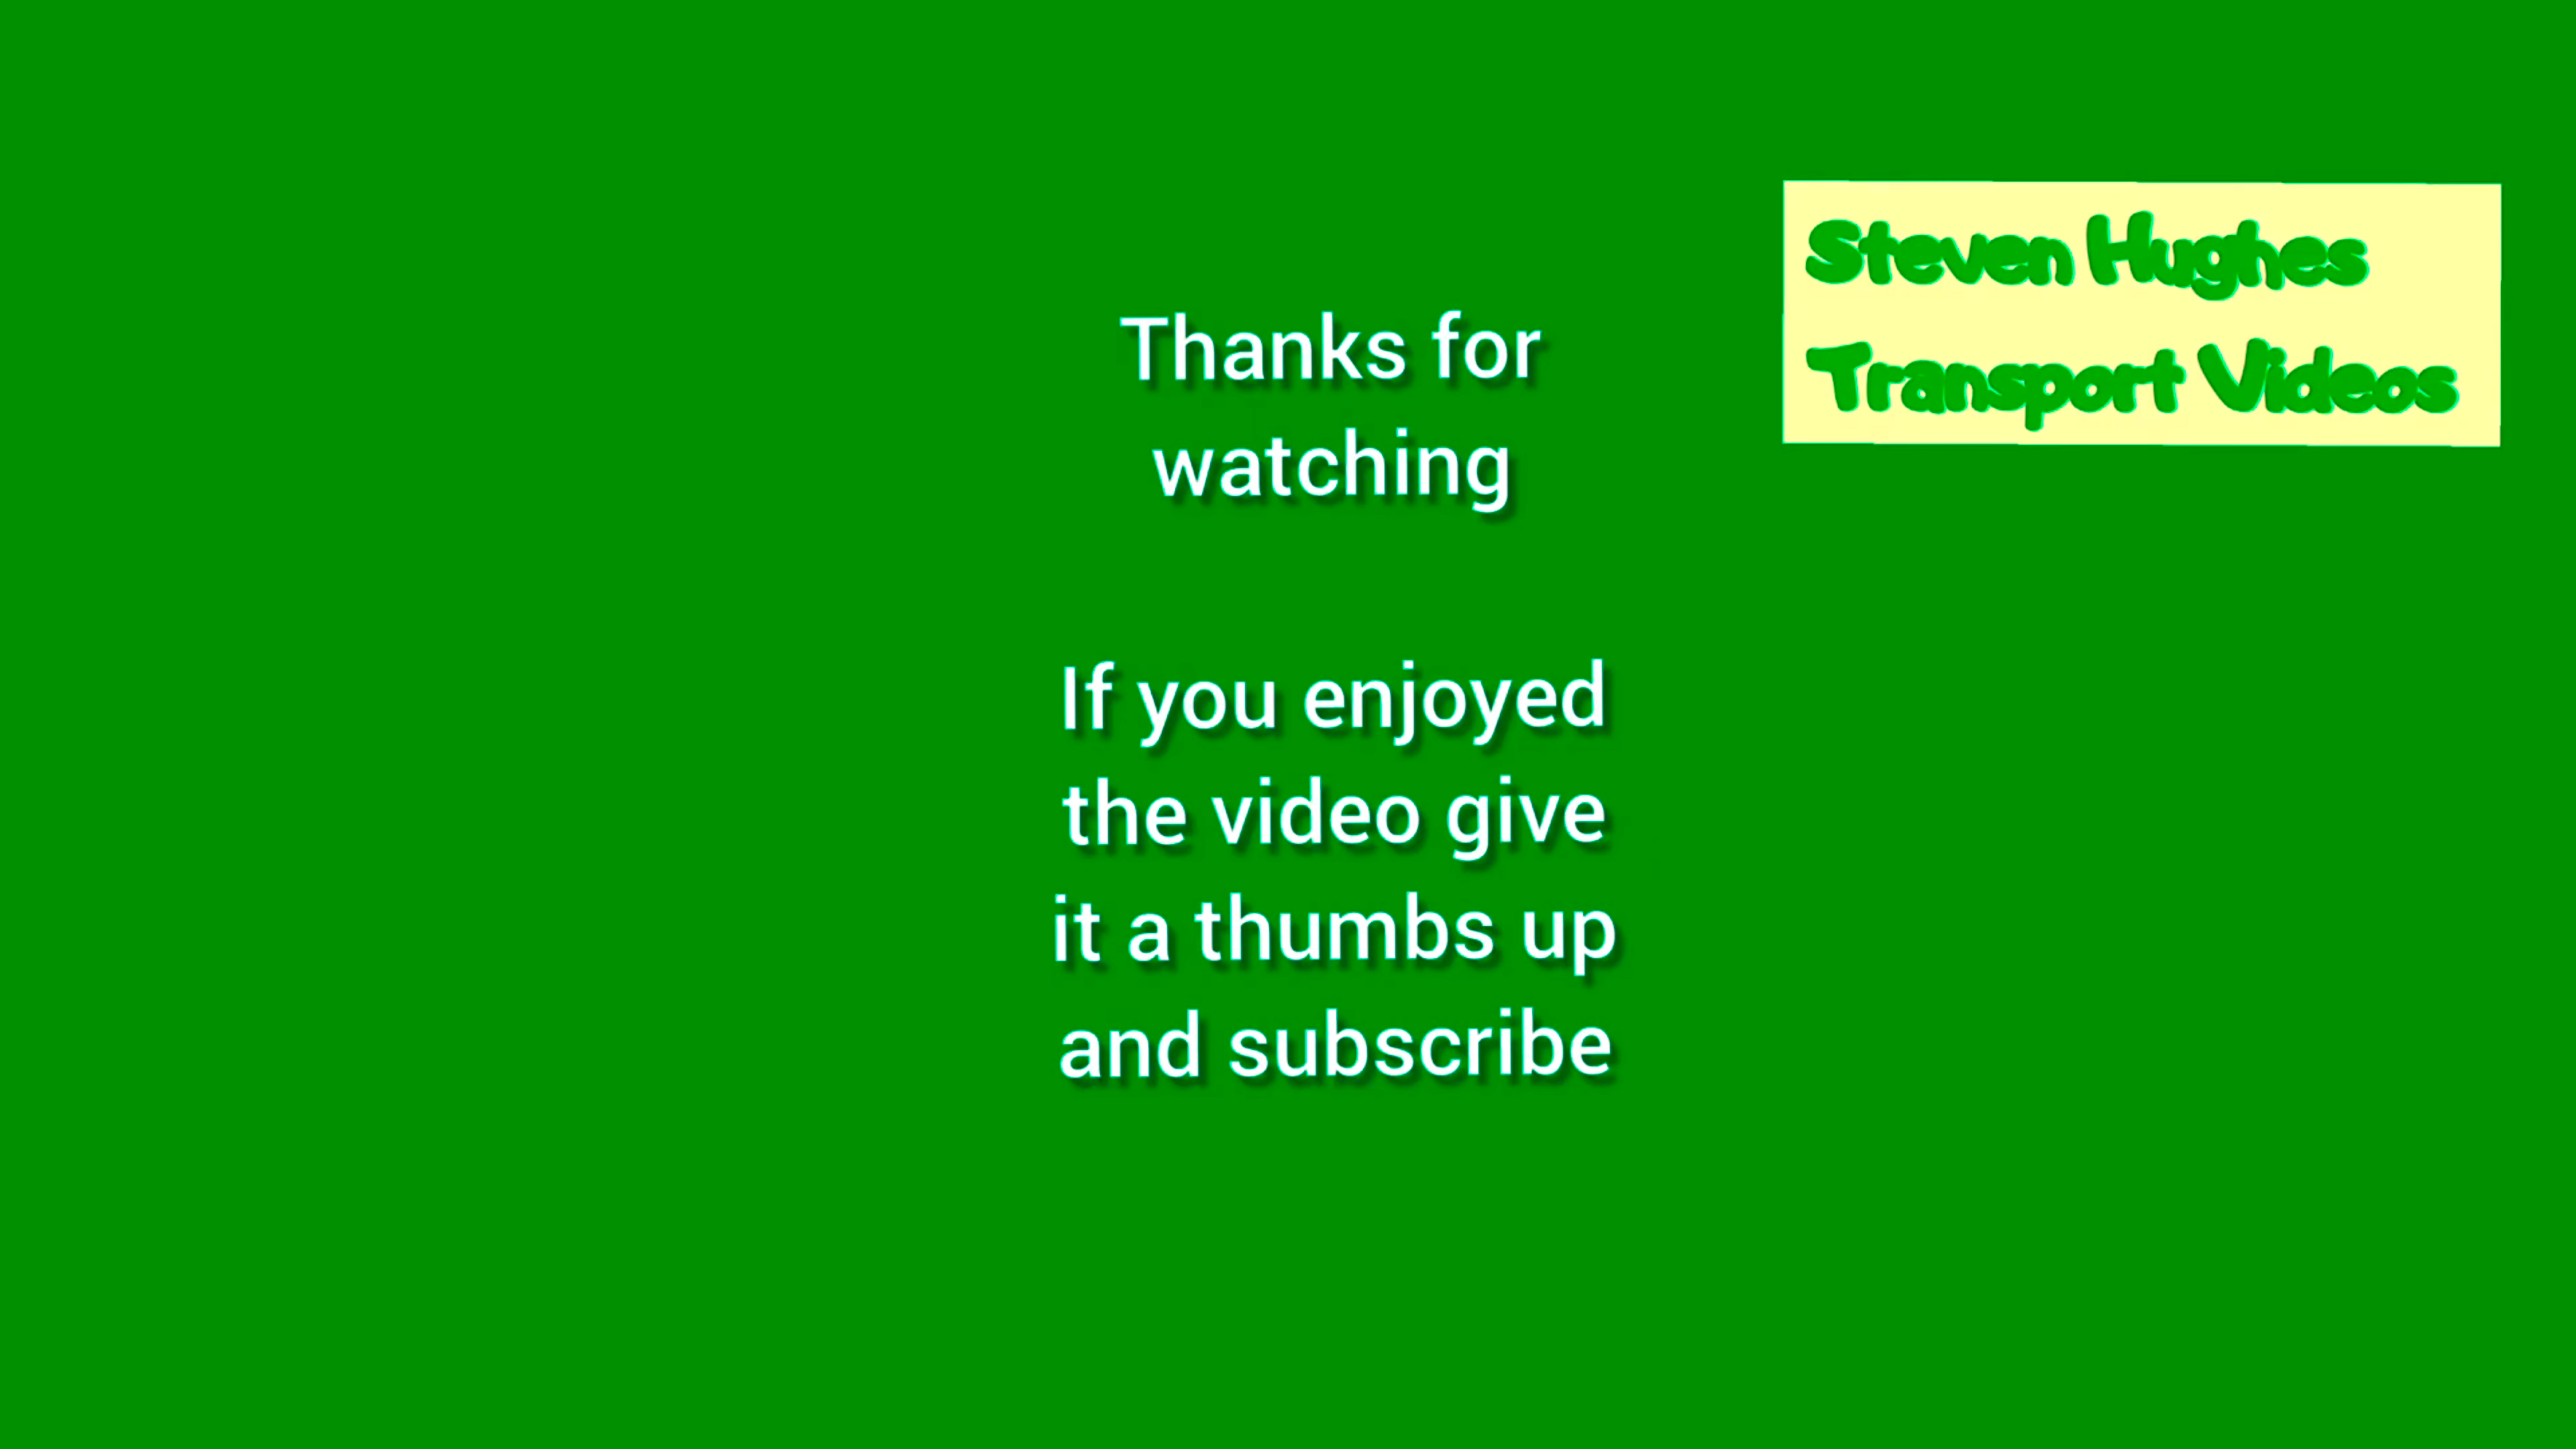 Steven Hughes
Transport Videos
Thanks for
watching
If you enjoyed
the video give
it a thumbs up
and subscribe